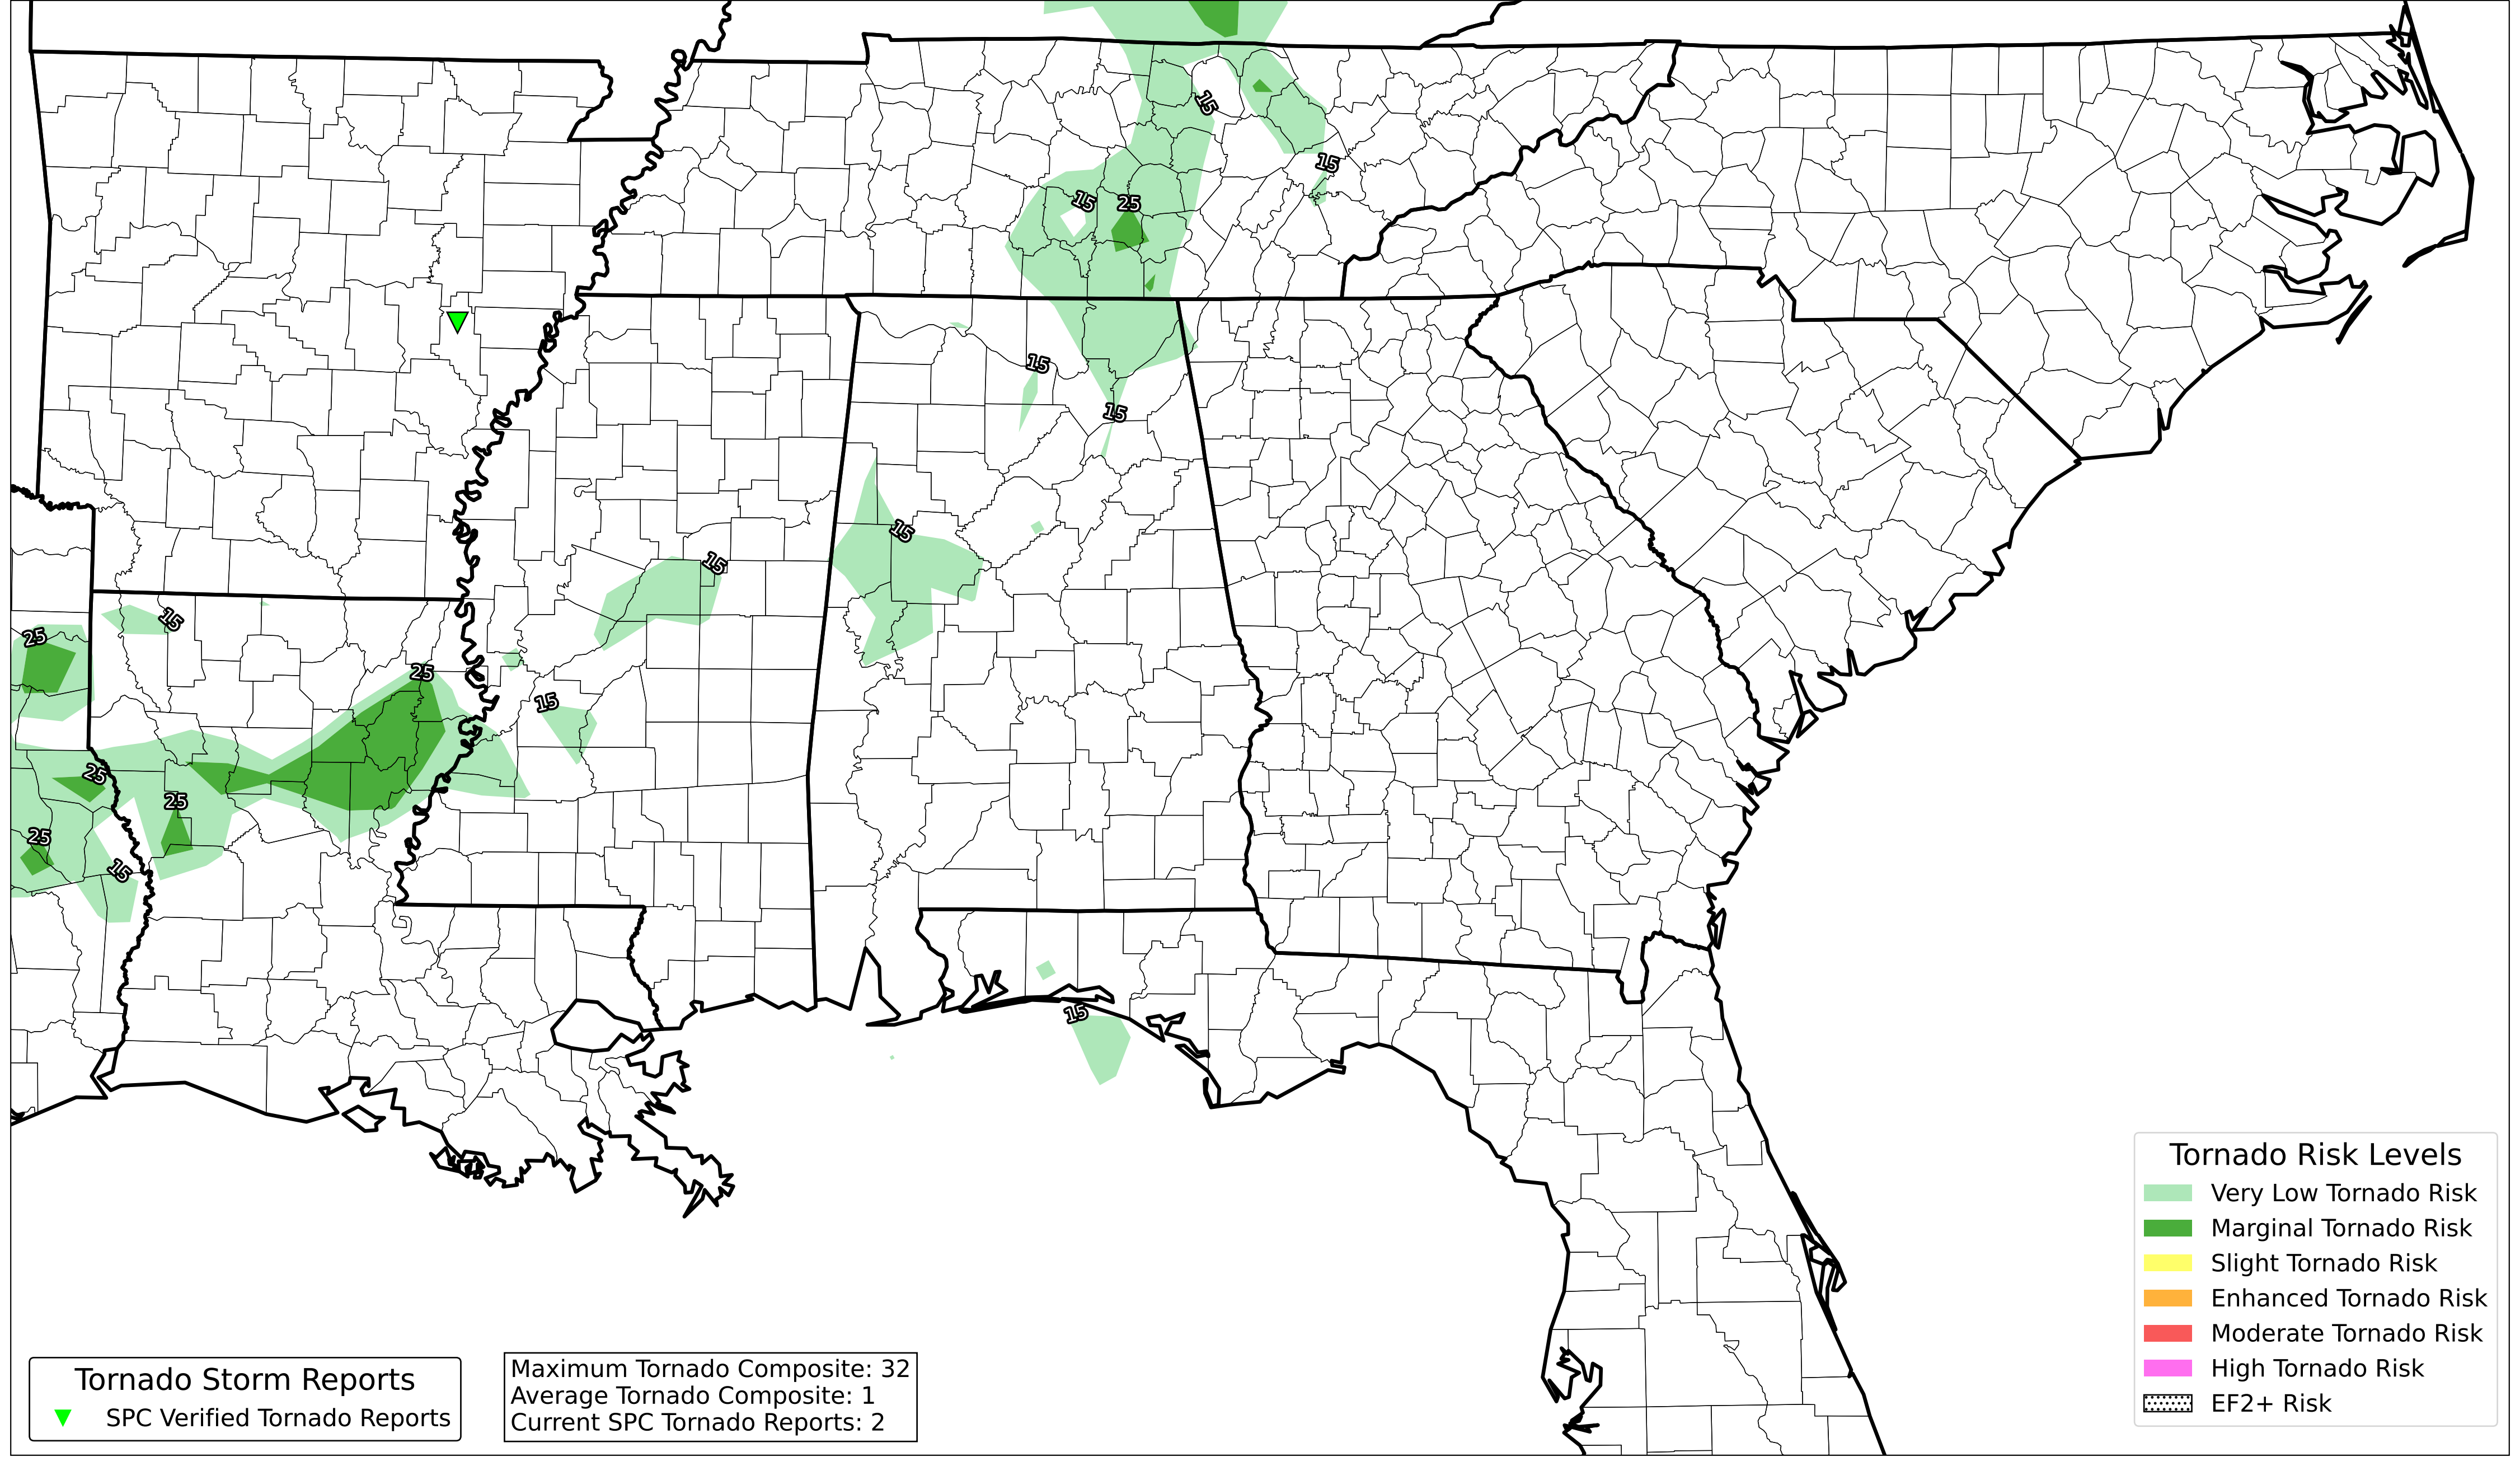 15
15
15
25
15
15
15
15
15
25
25
15
25
25
25
15
15
Tornado Risk Levels
Very Low Tornado Risk
Marginal Tornado Risk
Slight Tornado Risk
Enhanced Tornado Risk
Moderate Tornado Risk
High Tornado Risk
EF2+ Risk
Tornado Storm Reports
SPC Verified Tornado Reports
Maximum Tornado Composite: 32
Average Tornado Composite: 1
Current SPC Tornado Reports: 2